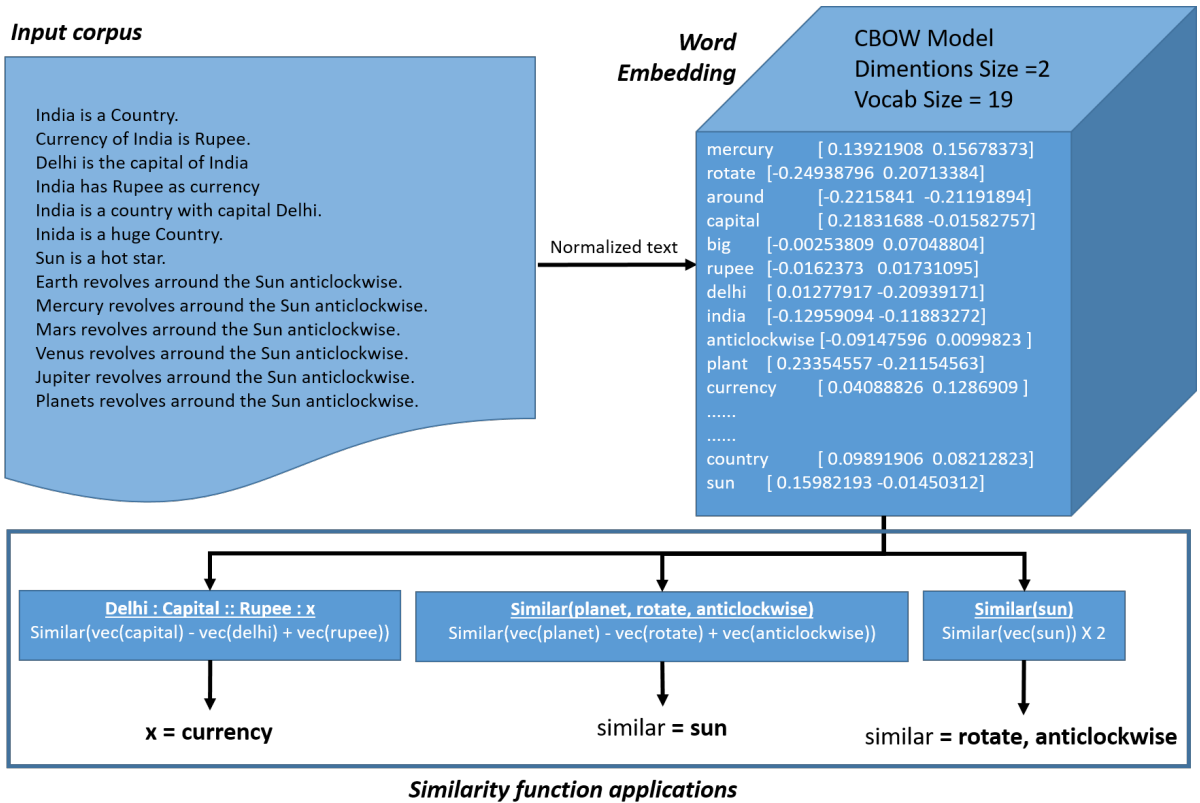 Input corpus
India is a Country.
Currency of India is Rupee.
Delhi is the capital of India
India has Rupee as currency
India is a country with capital Delhi.
Inida is a huge Country.
Sun is a hot star.
Earth revolves arround the Sun anticlockwise.
Mercury revolves arround the Sun anticlockwise.
Mars revolves arround the Sun anticlockwise.
Venus revolves arround the Sun anticlockwise.
Jupiter revolves arround the Sun anticlockwise.
Planets revolves arround the Sun anticlockwise.
Normalized text
Word
Embedding
CBOW Model
Dimentions Size =2
Vocab Size = 19
mercury [ 0.13921908 0.15678373]
rotate [-0.24938796 0.20713384]
around [-0.2215841 -0.21191894]
capital [ 0.21831688 -0.01582757]
big [-0.00253809 0.07048804]
rupee [-0.0162373 0.01731095]
delhi [ 0.01277917 -0.20939171]
india [-0.12959094 -0.11883272]
anticlockwise [-0.09147596 0.0099823 ]
plant [ 0.23354557 -0.21154563]
currency [ 0.04088826 0.1286909 ]
......
......
country [ 0.09891906 0.08212823]
sun [ 0.15982193 -0.01450312]
Delhi : Capital :: Rupee : x
Similar(vec(capital) - vec(delhi) + vec(rupee))
x = currency
Similar(planet, rotate, anticlockwise)
Similar(vec(planet) - vec(rotate) + vec(anticlockwise))
similar = sun
Similar(sun)
Similar(vec(sun)) X 2
similar = rotate, anticlockwise
Similarity function applications